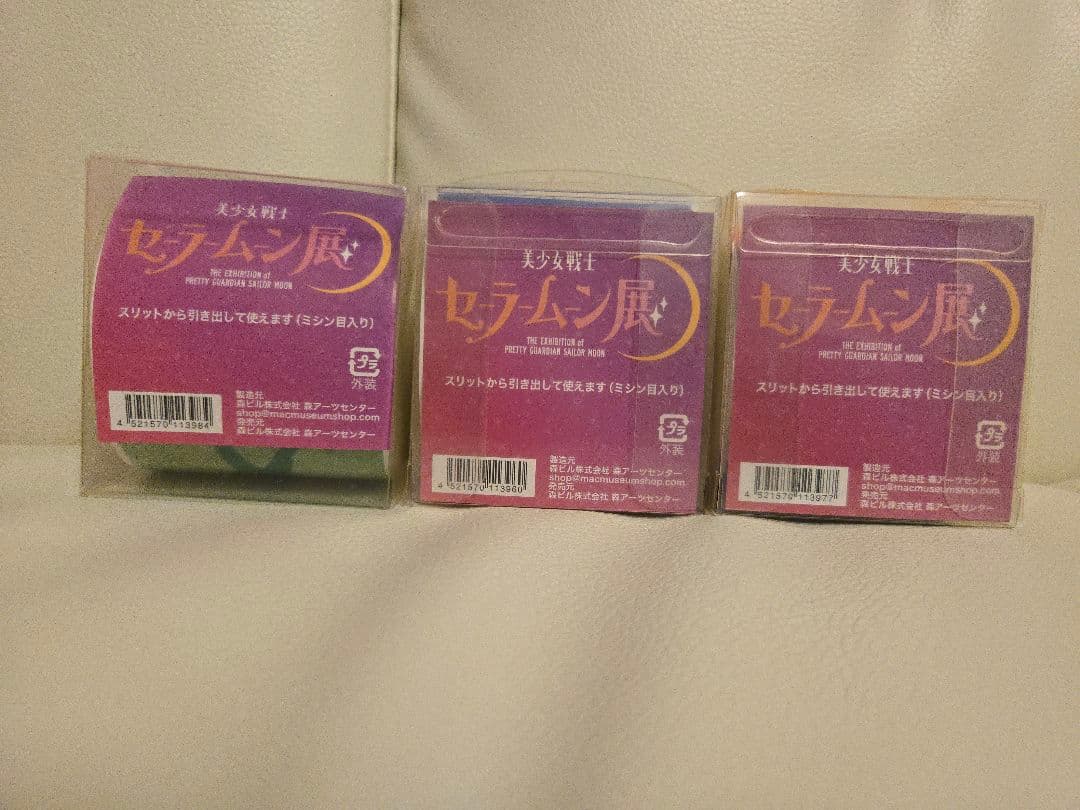 美少女戦士
セーラームーン展
THE EXHIBITION of
PRETTY GUARDIAN SAILOR MOON
スリットから引き出して使えます(ミシン目入り)
プラ
外装
4 521570 113984
製造元
森ビル株式会社 森アーツセンター
shop@macmuseumshop.com
発売元
森ビル株式会社 森アーツセンター
美少女戦士
セーラームーン展
THE EXHIBITION of
PRETTY GUARDIAN SAILOR MOON
スリットから引き出して使えます(ミシン目入り)
プラ
外装
4 521570 113960
製造元
森ビル株式会社 森アーツセンター
shop@macmuseumshop.com
発売元
森ビル株式会社 森アーツセンター
美少女戦士
セーラームーン展
THE EXHIBITION of
PRETTY GUARDIAN SAILOR MOON
スリットから引き出して使えます(ミシン目入り)
プラ
外装
4 521570 113977
製造元
森ビル株式会社 森アーツセンター
shop@macmuseumshop.com
発売元
森ビル株式会社 森アーツセンター